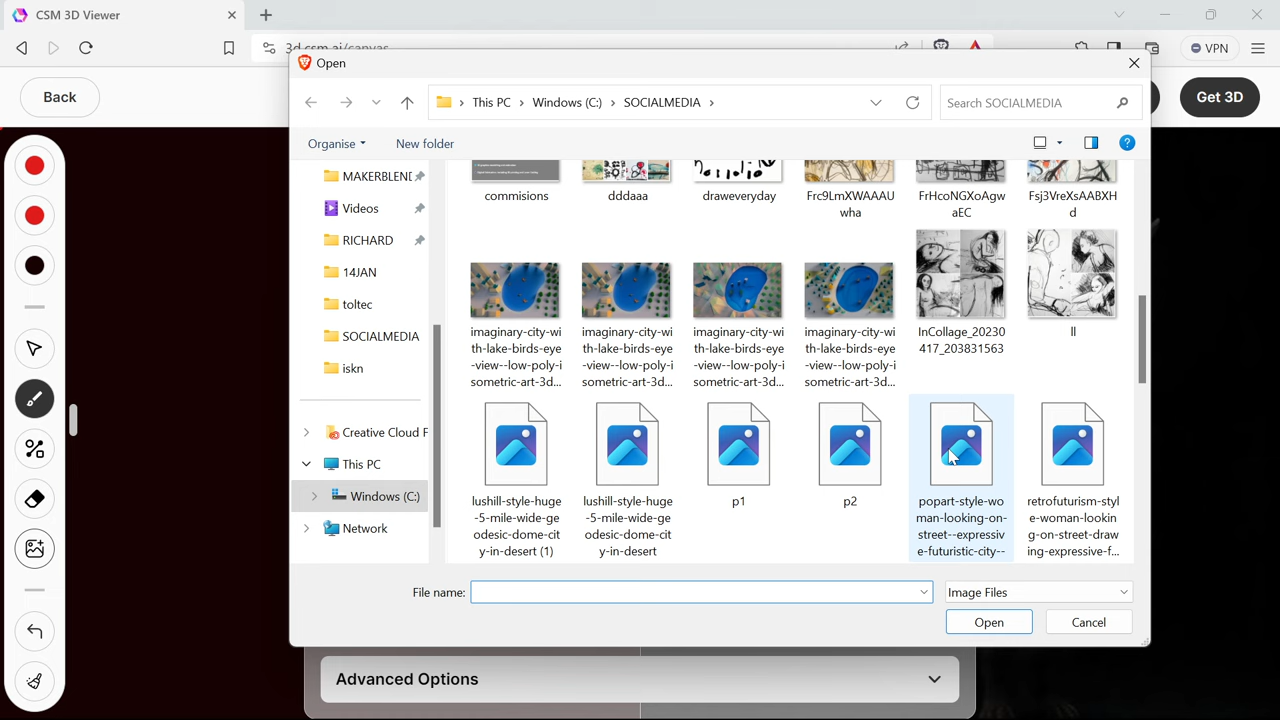 CSM 3D Viewer
3d.csm.ai/canvas
VPN
Back
Get 3D
Open
This PC
Windows (C:)
SOCIALMEDIA
Search SOCIALMEDIA
Organise
New folder
MAKERBLEND
Videos
RICHARD
14JAN
toltec
SOCIALMEDIA
iskn
Creative Cloud F
This PC
Windows (C:)
Network
commisions
dddaaa
draweveryday
Frc9LmXWAAAU
wha
FrHcoNGXoAgw
aEC
Fsj3VreXsAABXH
d
imaginary-city-wi
th-lake-birds-eye
-view--low-poly-i
sometric-art-3d...
imaginary-city-wi
th-lake-birds-eye
-view--low-poly-i
sometric-art-3d...
imaginary-city-wi
th-lake-birds-eye
-view--low-poly-i
sometric-art-3d...
imaginary-city-wi
th-lake-birds-eye
-view--low-poly-i
sometric-art-3d...
InCollage_20230
417_203831563
ll
lushill-style-huge
-5-mile-wide-ge
odesic-dome-cit
y-in-desert (1)
lushill-style-huge
-5-mile-wide-ge
odesic-dome-cit
y-in-desert
p1
p2
popart-style-wo
man-looking-on-
street--expressiv
e-futuristic-city--
retrofuturism-styl
e-woman-lookin
g-on-street-draw
ing-expressive-f...
File name:
Image Files
Open
Cancel
Advanced Options